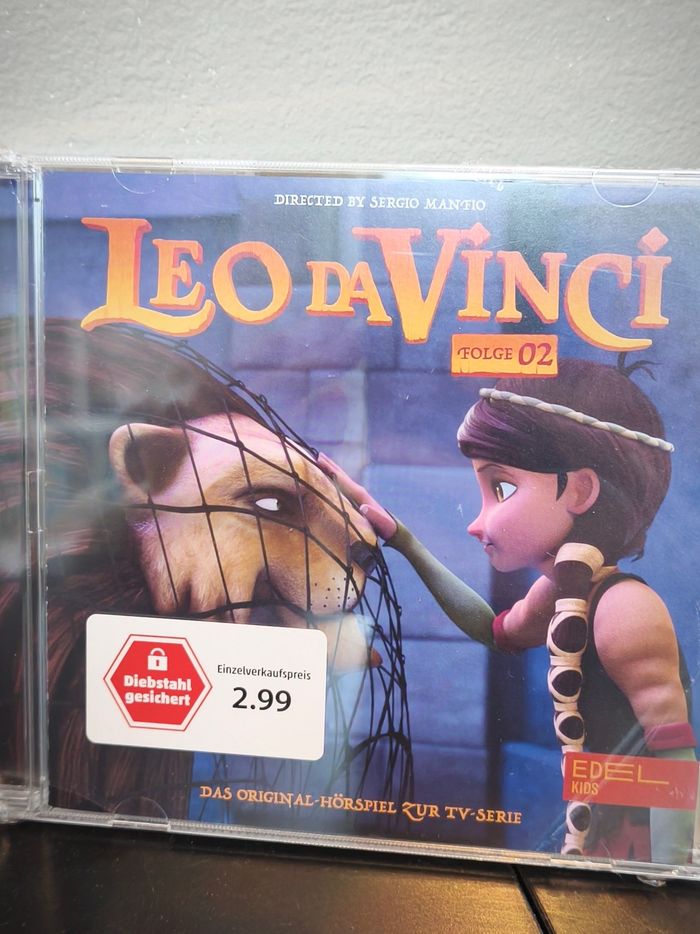 DIRECTED BY SERGIO MANFIO
LEO DA VINCI
FOLGE 02
Diebstahl
gesichert
Einzelverkaufspreis
2.99
EDEL
KIDS
DAS ORIGINAL-HÖRSPIEL ZUR TV-SERIE